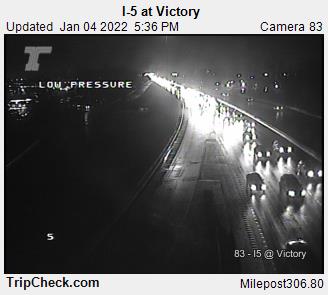 I-5 at Victory
Updated Jan 04 2022 5:36 PM Camera 83
T
LOW PRESSURE
S
83 - I5 @ Victory
TripCheck.com Milepost306.80